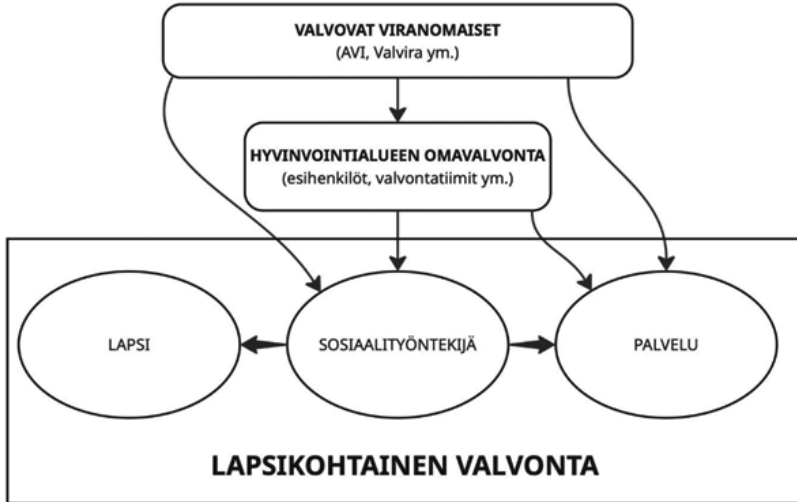 VALVOVAT VIRANOMAISET
(AVI, Valvira ym.)
HYVINVOINTIALUEEN OMAVALVONTA
(esihenkilöt, valvontatiimit ym.)
LAPSI
SOSIAALITYÖNTEKIJÄ
PALVELU
LAPSIKOHTAINEN VALVONTA